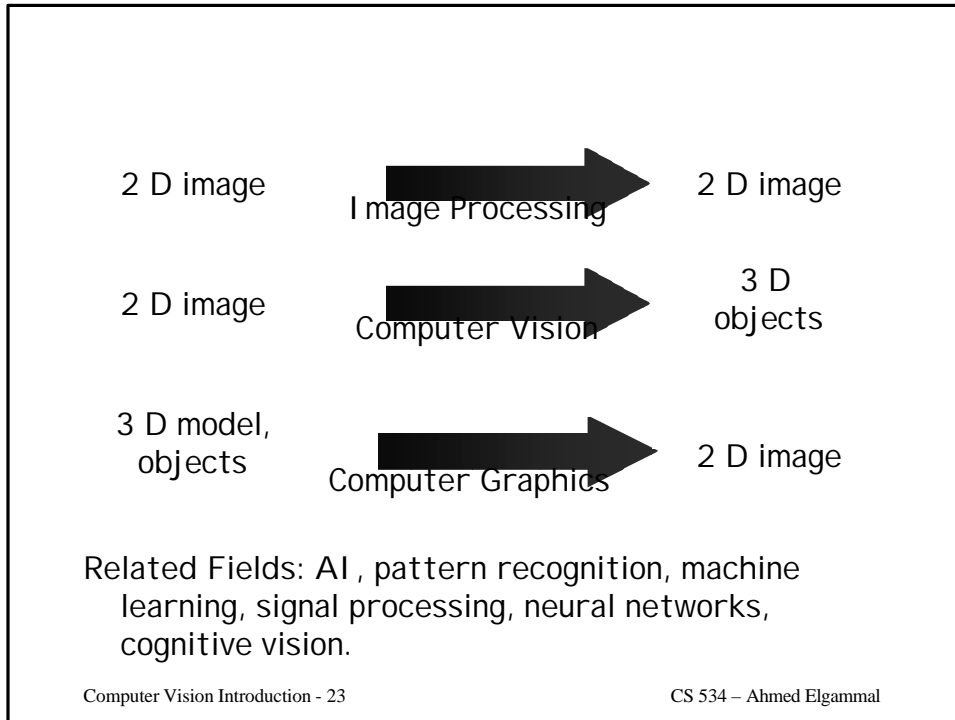 2 D image
Image Processing
2 D image
2 D image
Computer Vision
3 D
objects
3 D model,
objects
Computer Graphics
2 D image
Related Fields: AI, pattern recognition, machine
learning, signal processing, neural networks,
cognitive vision.
Computer Vision Introduction - 23
CS 534 – Ahmed Elgammal